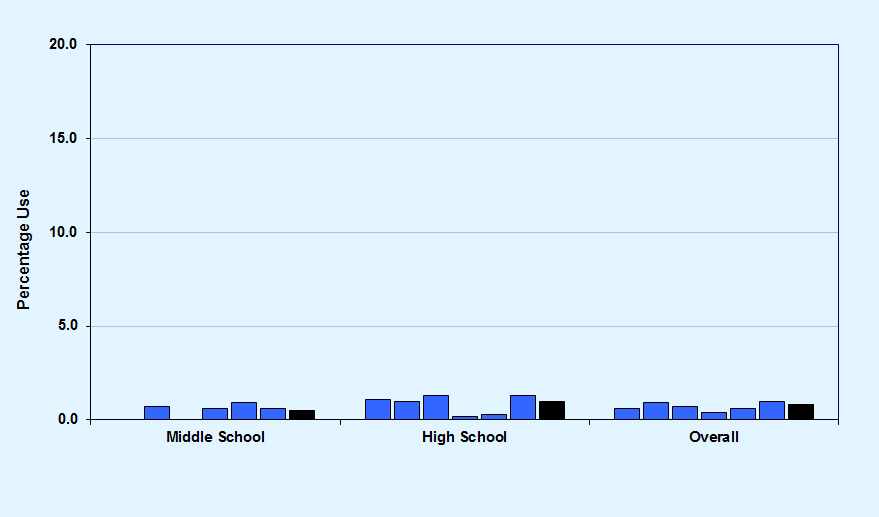 20.0
15.0
10.0
5.0
0.0
Percentage Use
Middle School
High School
Overall